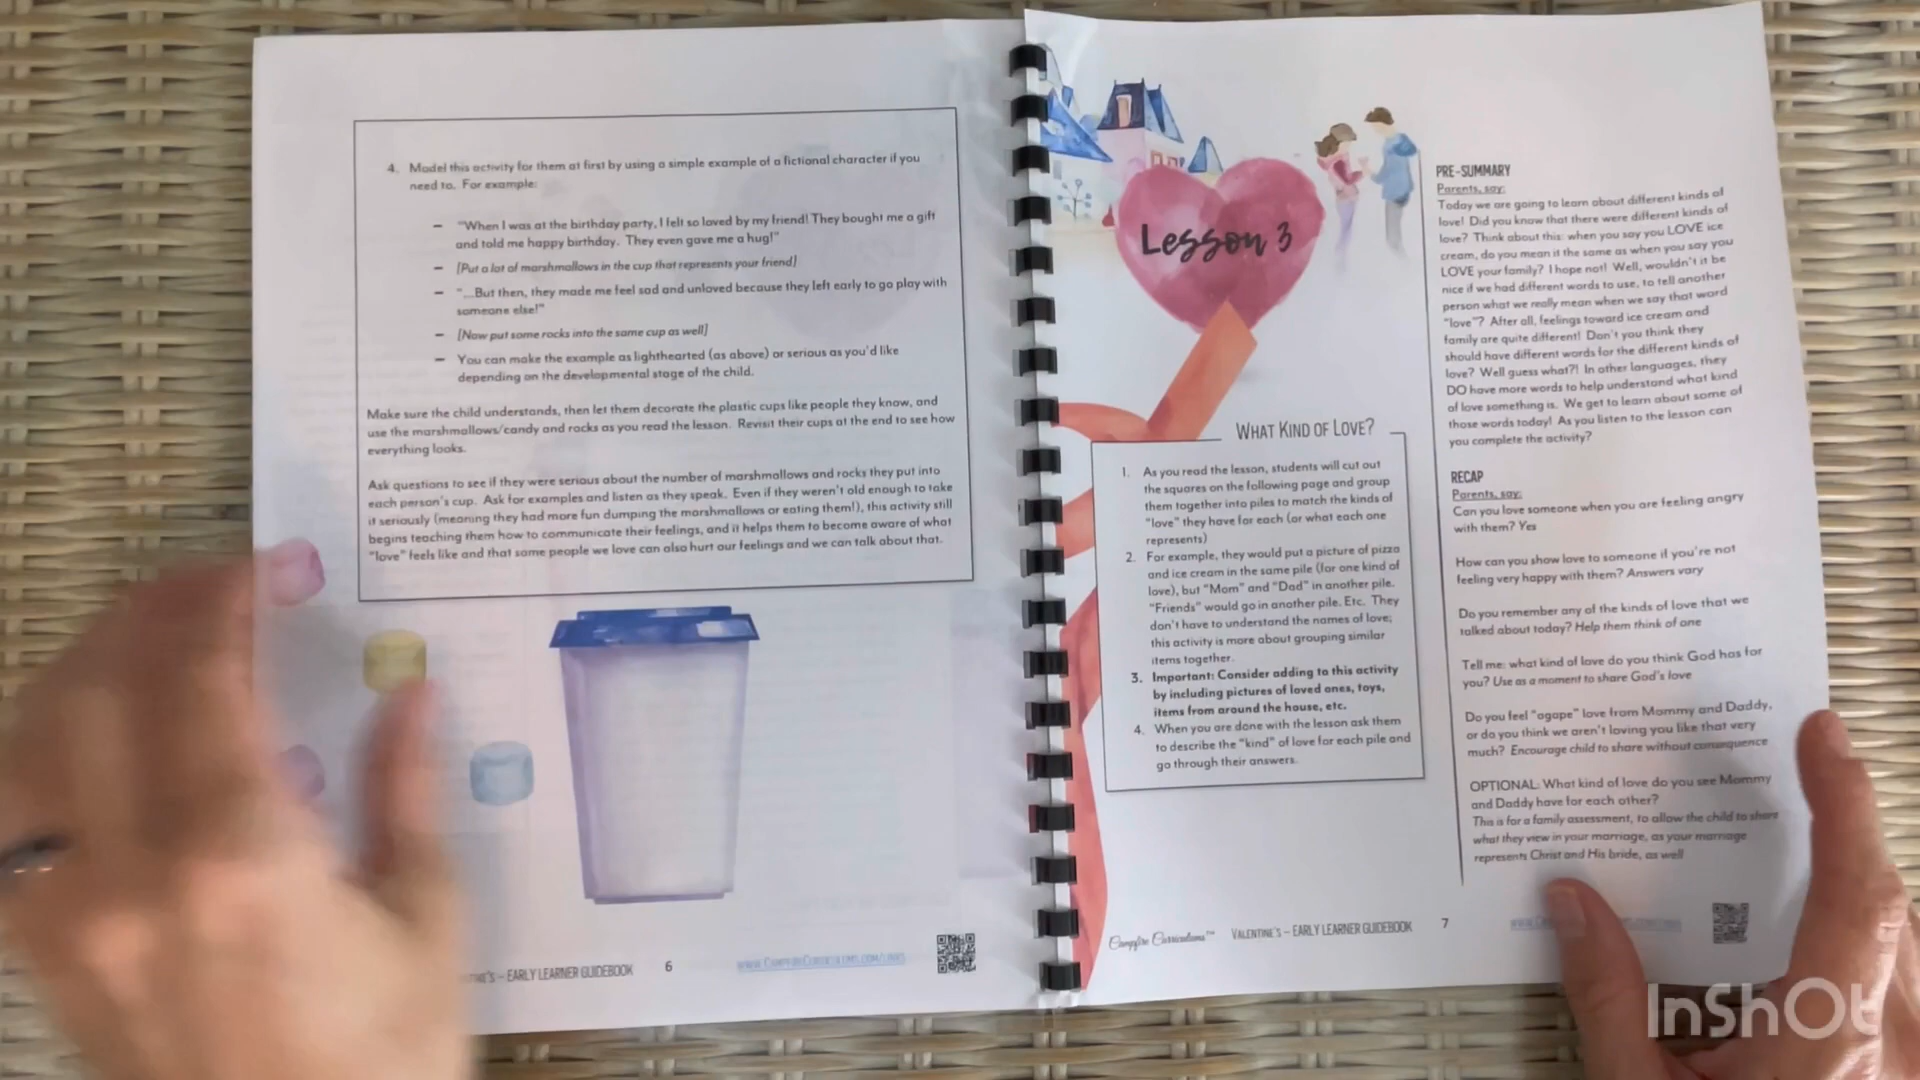 4. Model this activity for them at first by using a simple example of a fictional character if you
need to. For example:
– "When I was at the birthday party, I felt so loved by my friend! They bought me a gift
and told me happy birthday. They even gave me a hug!"
– [Put a lot of marshmallows in the cup that represents your friend]
– "...But then, they made me feel sad and unloved because they left early to go play with
someone else!"
– [Now put some rocks into the same cup as well]
– You can make the example as lighthearted (as above) or serious as you'd like
depending on the developmental stage of the child.
Make sure the child understands, then let them decorate the plastic cups like people they know, and
use the marshmallows/candy and rocks as you read the lesson. Revisit their cups at the end to see how
everything looks.
Ask questions to see if they were serious about the number of marshmallows and rocks they put into
each person's cup. Ask for examples and listen as they speak. Even if they weren't old enough to take
it seriously (meaning they had more fun dumping the marshmallows or eating them!), this activity still
begins teaching them how to communicate their feelings, and it helps them to become aware of what
"love" feels like and that some people we love can also hurt our feelings and we can talk about that.
– EARLY LEARNER GUIDEBOOK 6 www.CampfireCurriculums.com/links
Lesson 3
WHAT KIND OF LOVE?
1. As you read the lesson, students will cut out
the squares on the following page and group
them together into piles to match the kinds of
"love" they have for each (or what each one
represents)
2. For example, they would put a picture of pizza
and ice cream in the same pile (for one kind of
love), but "Mom" and "Dad" in another pile.
"Friends" would go in another pile. Etc. They
don't have to understand the names of love;
this activity is more about grouping similar
items together.
3. Important: Consider adding to this activity
by including pictures of loved ones, toys,
items from around the house, etc.
4. When you are done with the lesson ask them
to describe the "kind" of love for each pile and
go through their answers.
PRE-SUMMARY
Parents, say:
Today we are going to learn about different kinds of
love! Did you know that there were different kinds of
love? Think about this: when you say you LOVE ice
cream, do you mean it the same as when you say you
LOVE your family? I hope not! Well, wouldn't it be
nice if we had different words to use, to tell another
person what we really mean when we say that word
"love"? After all, feelings toward ice cream and
family are quite different! Don't you think they
should have different words for the different kinds of
love? Well guess what?! In other languages, they
DO have more words to help understand what kind
of love something is. We get to learn about some of
those words today! As you listen to the lesson can
you complete the activity?
RECAP
Parents, say:
Can you love someone when you are feeling angry
with them? Yes
How can you show love to someone if you're not
feeling very happy with them? Answers vary
Do you remember any of the kinds of love that we
talked about today? Help them think of one
Tell me: what kind of love do you think God has for
you? Use as a moment to share God's love
Do you feel "agape" love from Mommy and Daddy,
or do you think we aren't loving you like that very
much? Encourage child to share without consequence
OPTIONAL: What kind of love do you see Mommy
and Daddy have for each other?
This is for a family assessment, to allow the child to share
what they view in your marriage, as your marriage
represents Christ and His bride, as well
Campfire Curriculums™ VALENTINE'S – EARLY LEARNER GUIDEBOOK 7
InShOt